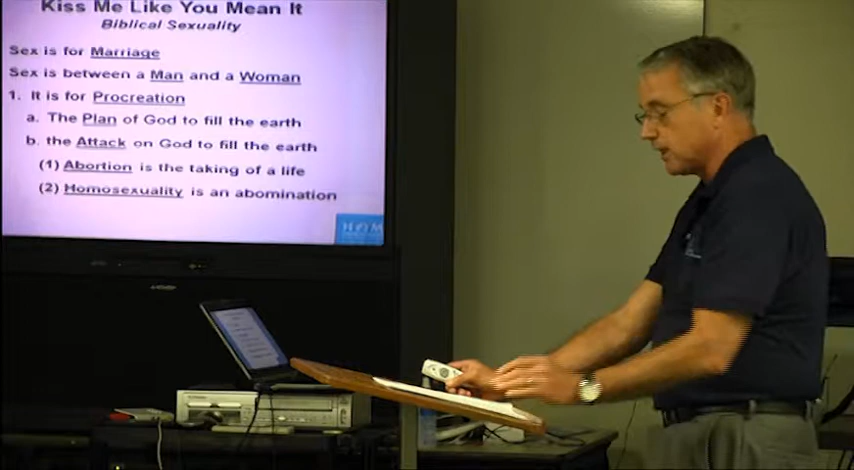 Kiss Me Like You Mean It
Biblical Sexuality
Sex is for Marriage
Sex is between a Man and a Woman
1. It is for Procreation
a. The Plan of God to fill the earth
b. the Attack on God to fill the earth
(1) Abortion is the taking of a life
(2) Homosexuality is an abomination